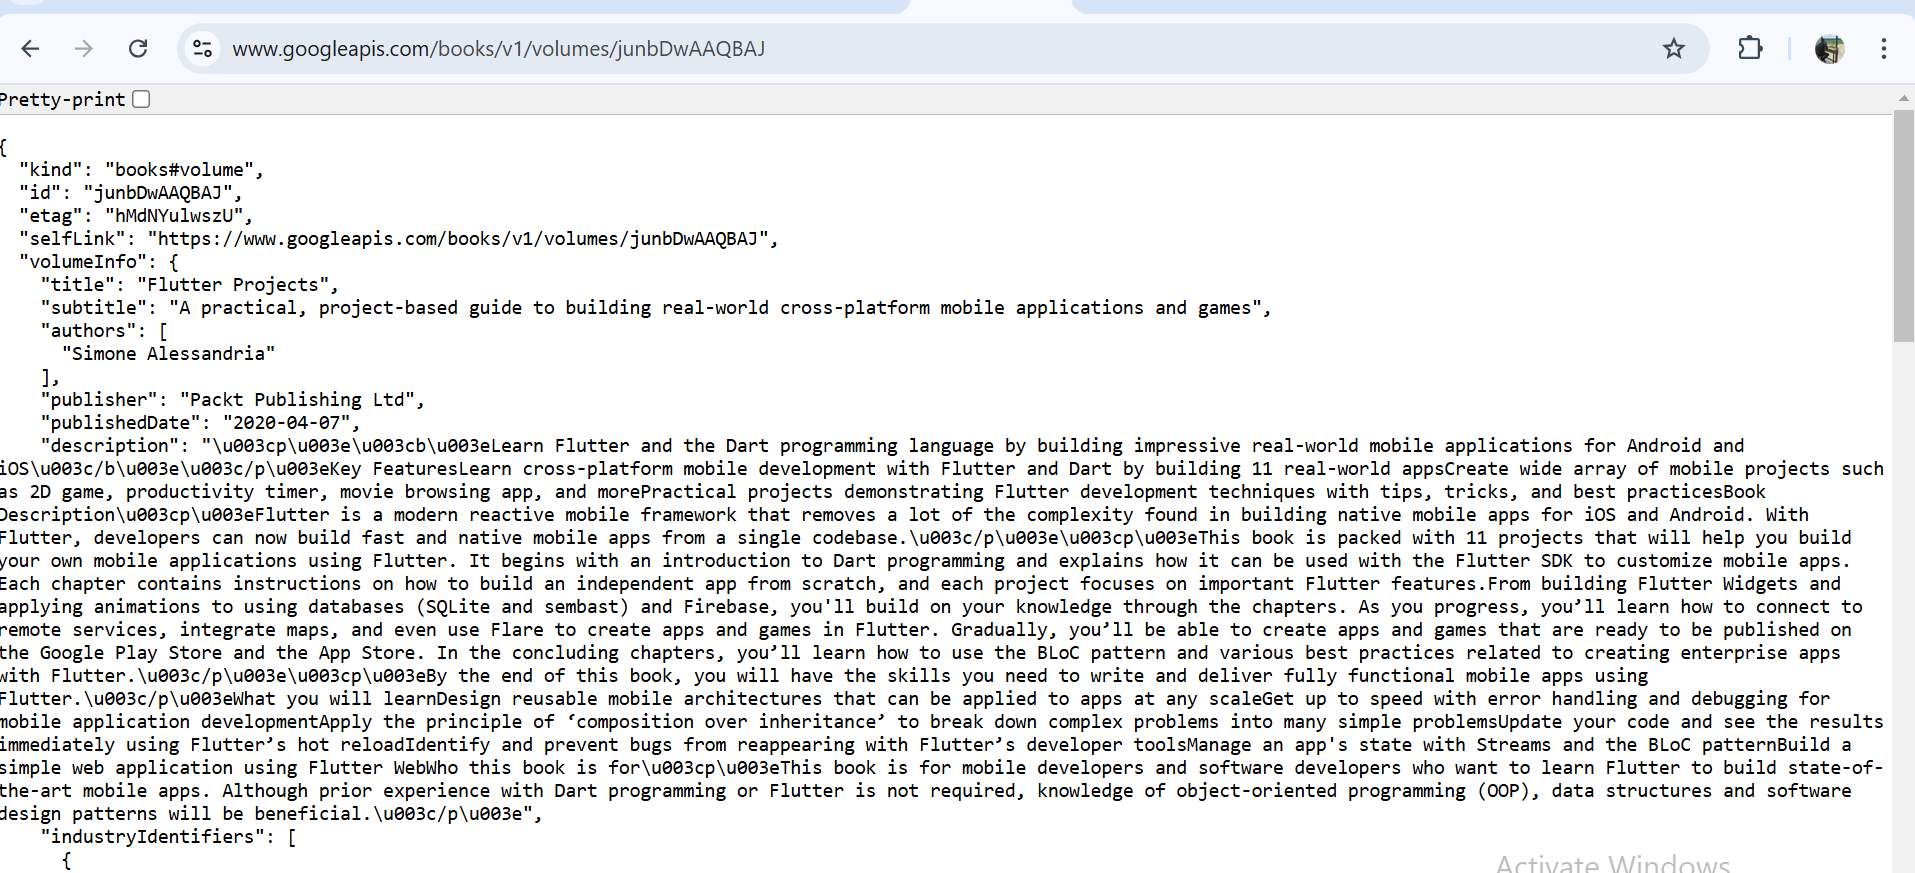 www.googleapis.com/books/v1/volumes/junbDwAAQBAJ
Pretty-print
{
  "kind": "books#volume",
  "id": "junbDwAAQBAJ",
  "etag": "hMdNYulwszU",
  "selfLink": "https://www.googleapis.com/books/v1/volumes/junbDwAAQBAJ",
  "volumeInfo": {
    "title": "Flutter Projects",
    "subtitle": "A practical, project-based guide to building real-world cross-platform mobile applications and games",
    "authors": [
      "Simone Alessandria"
    ],
    "publisher": "Packt Publishing Ltd",
    "publishedDate": "2020-04-07",
    "description": "\u003cp\u003e\u003cb\u003eLearn Flutter and the Dart programming language by building impressive real-world mobile applications for Android and
iOS\u003c/b\u003e\u003c/p\u003eKey FeaturesLearn cross-platform mobile development with Flutter and Dart by building 11 real-world appsCreate wide array of mobile projects such
as 2D game, productivity timer, movie browsing app, and morePractical projects demonstrating Flutter development techniques with tips, tricks, and best practicesBook
Description\u003cp\u003eFlutter is a modern reactive mobile framework that removes a lot of the complexity found in building native mobile apps for iOS and Android. With
Flutter, developers can now build fast and native mobile apps from a single codebase.\u003c/p\u003e\u003cp\u003eThis book is packed with 11 projects that will help you build
your own mobile applications using Flutter. It begins with an introduction to Dart programming and explains how it can be used with the Flutter SDK to customize mobile apps.
Each chapter contains instructions on how to build an independent app from scratch, and each project focuses on important Flutter features.From building Flutter Widgets and
applying animations to using databases (SQLite and sembast) and Firebase, you'll build on your knowledge through the chapters. As you progress, you’ll learn how to connect to
remote services, integrate maps, and even use Flare to create apps and games in Flutter. Gradually, you’ll be able to create apps and games that are ready to be published on
the Google Play Store and the App Store. In the concluding chapters, you’ll learn how to use the BLoC pattern and various best practices related to creating enterprise apps
with Flutter.\u003c/p\u003e\u003cp\u003eBy the end of this book, you will have the skills you need to write and deliver fully functional mobile apps using
Flutter.\u003c/p\u003eWhat you will learnDesign reusable mobile architectures that can be applied to apps at any scaleGet up to speed with error handling and debugging for
mobile application developmentApply the principle of ‘composition over inheritance’ to break down complex problems into many simple problemsUpdate your code and see the results
immediately using Flutter’s hot reloadIdentify and prevent bugs from reappearing with Flutter’s developer toolsManage an app's state with Streams and the BLoC patternBuild a
simple web application using Flutter WebWho this book is for\u003cp\u003eThis book is for mobile developers and software developers who want to learn Flutter to build state-of-
the-art mobile apps. Although prior experience with Dart programming or Flutter is not required, knowledge of object-oriented programming (OOP), data structures and software
design patterns will be beneficial.\u003c/p\u003e",
    "industryIdentifiers": [
      {
Activate Windows